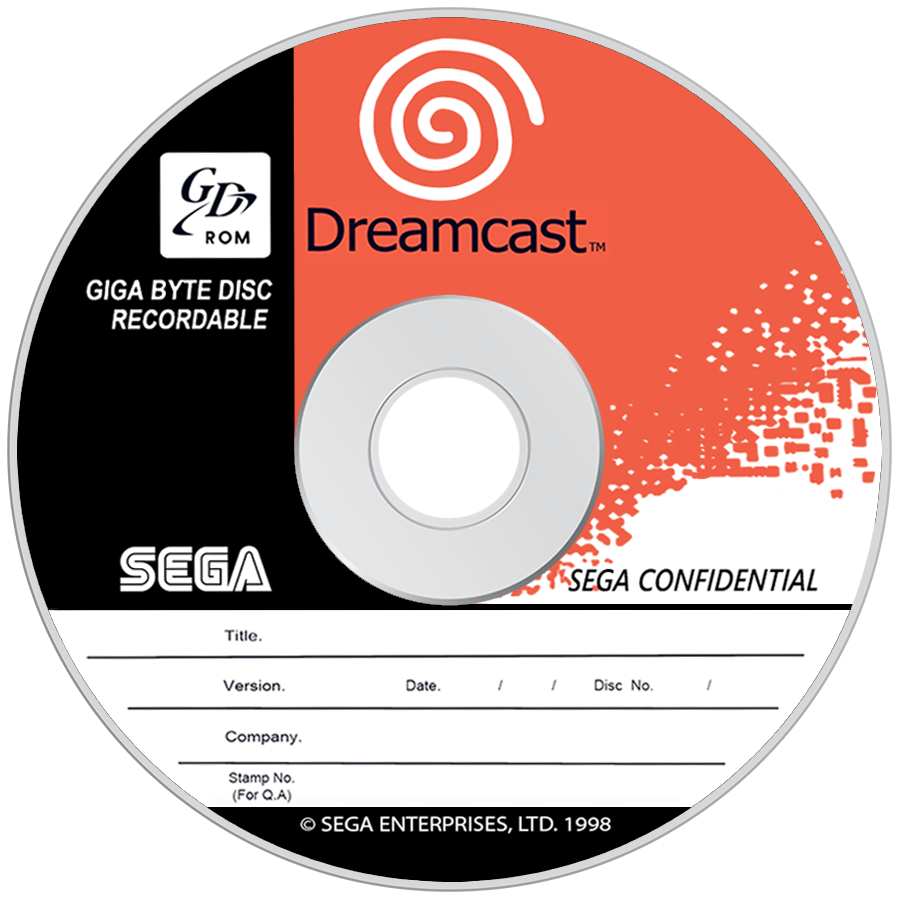 GD
ROM
Dreamcast™
GIGA BYTE DISC
RECORDABLE
SEGA
SEGA CONFIDENTIAL
Title.
Version. Date. / / Disc No. /
Company.
Stamp No.
(For Q.A)
© SEGA ENTERPRISES, LTD. 1998